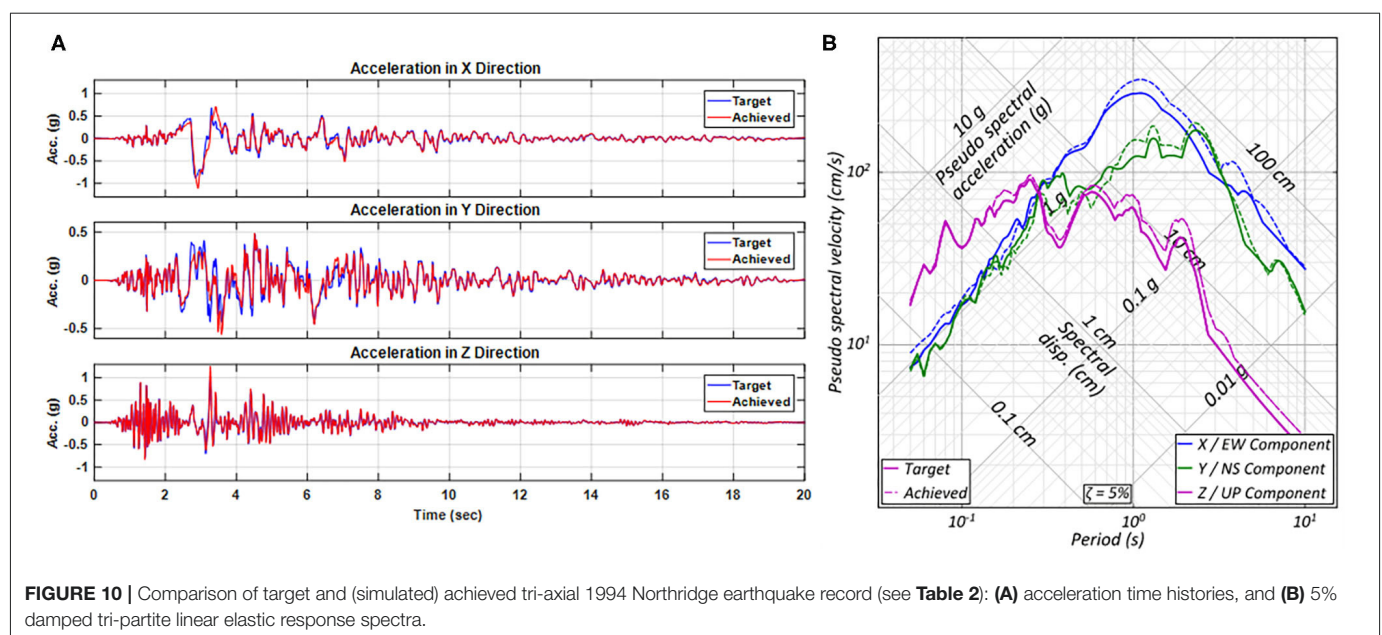 A
Acceleration in X Direction
Acc. (g)
1
0.5
0
-0.5
-1
Target
Achieved
Acceleration in Y Direction
Acc. (g)
0.5
0
-0.5
Target
Achieved
Acceleration in Z Direction
Acc. (g)
1
0.5
0
-0.5
-1
Target
Achieved
0 2 4 6 8 10 12 14 16 18 20
Time (sec)
B
Pseudo spectral velocity (cm/s)
10²
10¹
10 g
Pseudo spectral
acceleration (g)
100 cm
1 g
10 cm
0.1 g
1 cm
Spectral
disp. (cm)
0.01 g
0.1 cm
Target
Achieved
ζ = 5%
X / EW Component
Y / NS Component
Z / UP Component
10⁻¹ 10⁰ 10¹
Period (s)
FIGURE 10 | Comparison of target and (simulated) achieved tri-axial 1994 Northridge earthquake record (see Table 2): (A) acceleration time histories, and (B) 5%
damped tri-partite linear elastic response spectra.